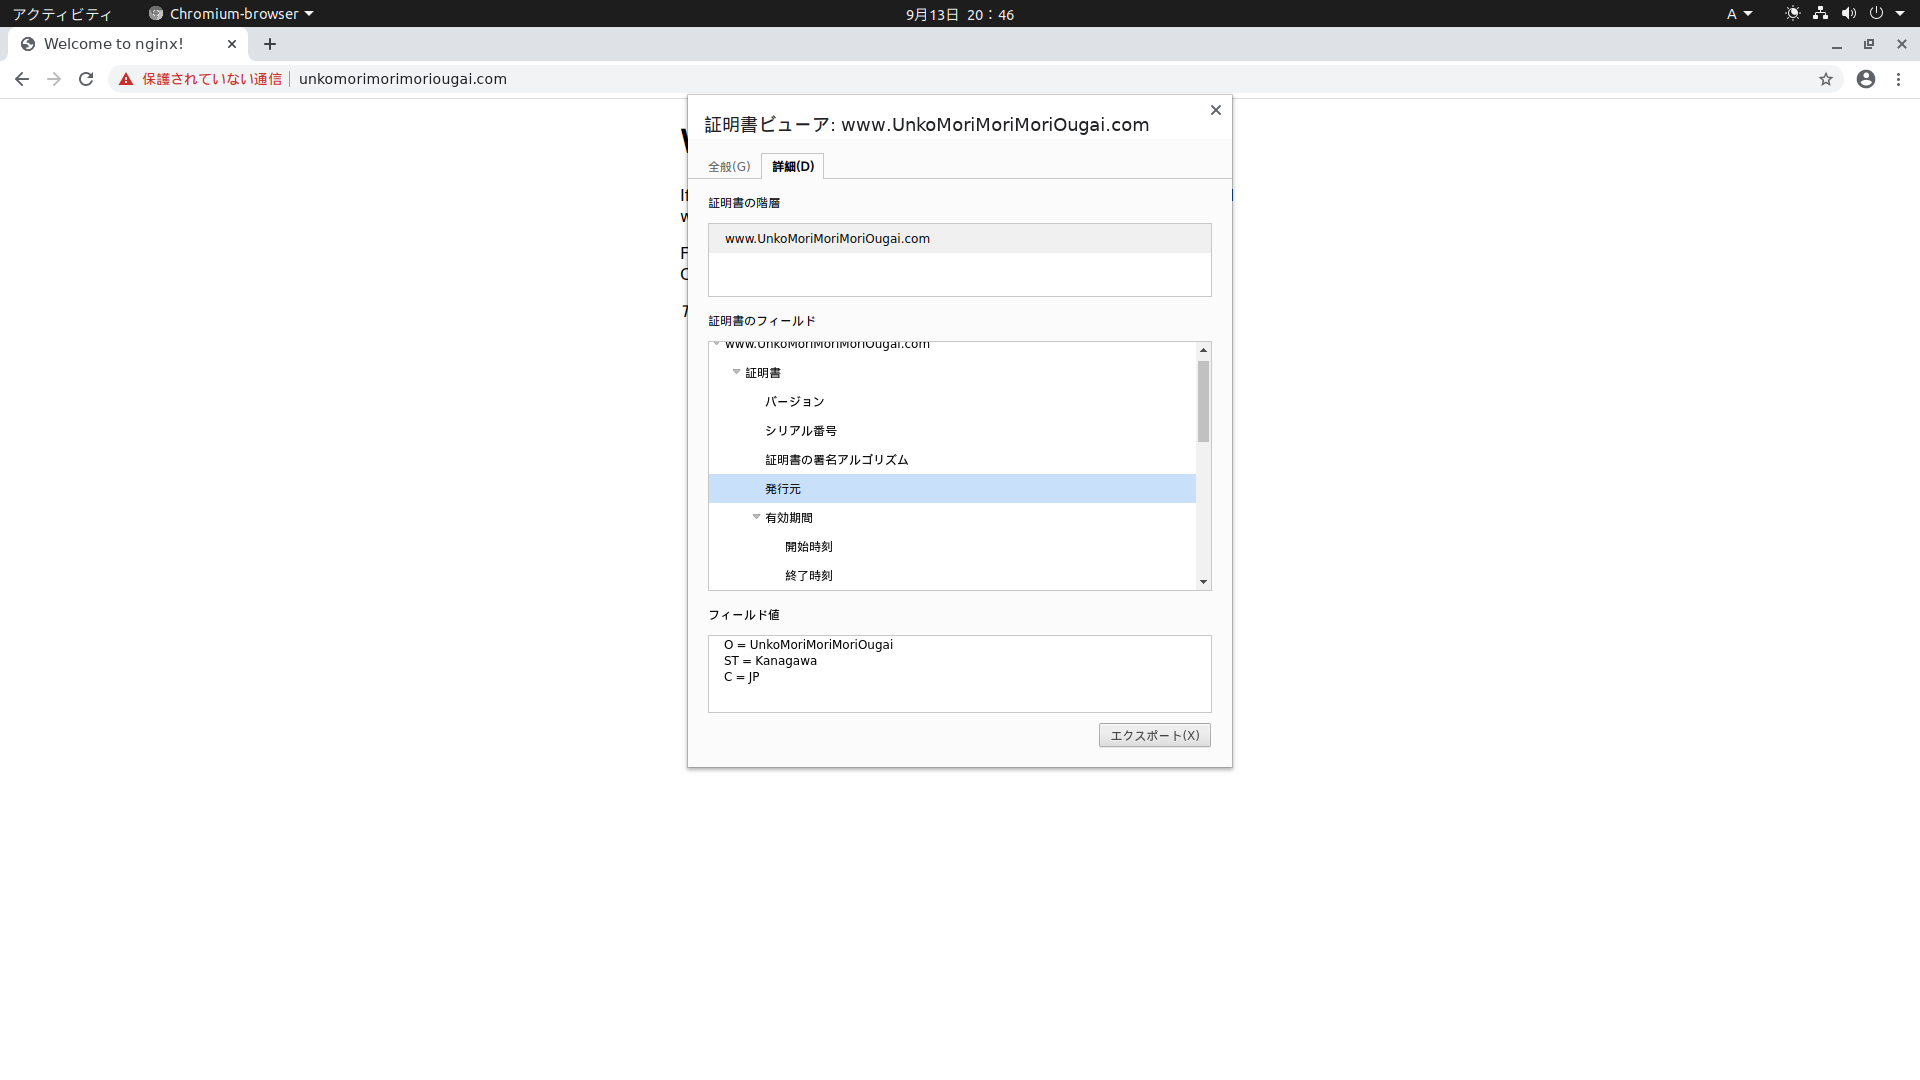 アクティビティ
Chromium-browser
9月13日 20：46
A
Welcome to nginx!
保護されていない通信
unkomorimorimoriougai.com
証明書ビューア: www.UnkoMoriMoriMoriOugai.com
全般(G)
詳細(D)
証明書の階層
www.UnkoMoriMoriMoriOugai.com
証明書のフィールド
www.UnkoMoriMoriMoriOugai.com
証明書
バージョン
シリアル番号
証明書の署名アルゴリズム
発行元
有効期間
開始時刻
終了時刻
フィールド値
O = UnkoMoriMoriMoriOugai
ST = Kanagawa
C = JP
エクスポート(X)